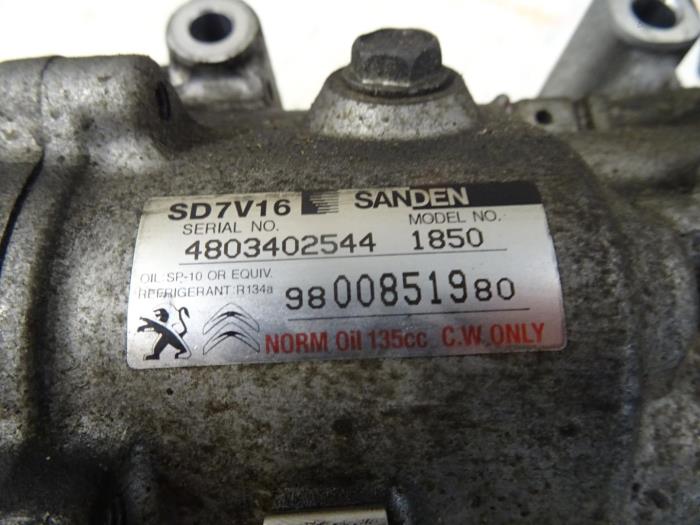 SD7V16 SANDEN
SERIAL NO. MODEL NO.
4803402544 1850
OIL:SP-10 OR EQUIV.
REFRIGERANT:R134a
9800851980
NORM Oil 135cc C.W.ONLY